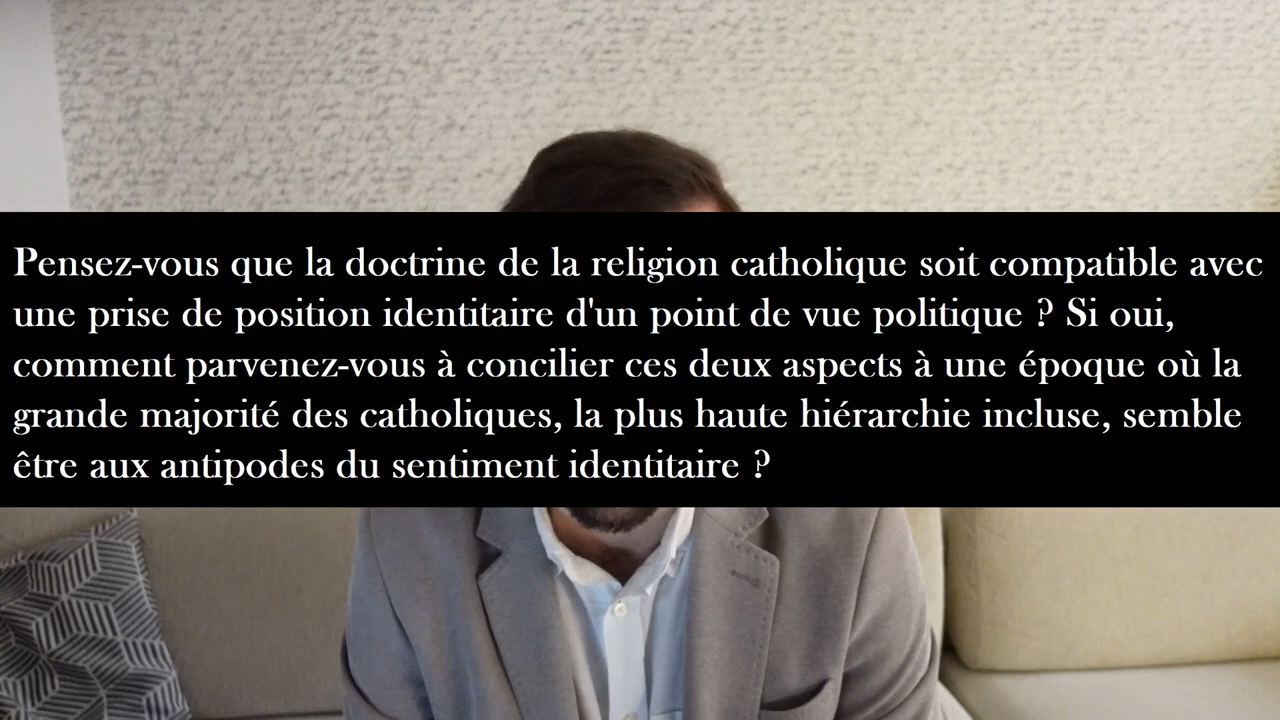 Pensez-vous que la doctrine de la religion catholique soit compatible avec
une prise de position identitaire d'un point de vue politique ? Si oui,
comment parvenez-vous à concilier ces deux aspects à une époque où la
grande majorité des catholiques, la plus haute hiérarchie incluse, semble
être aux antipodes du sentiment identitaire ?